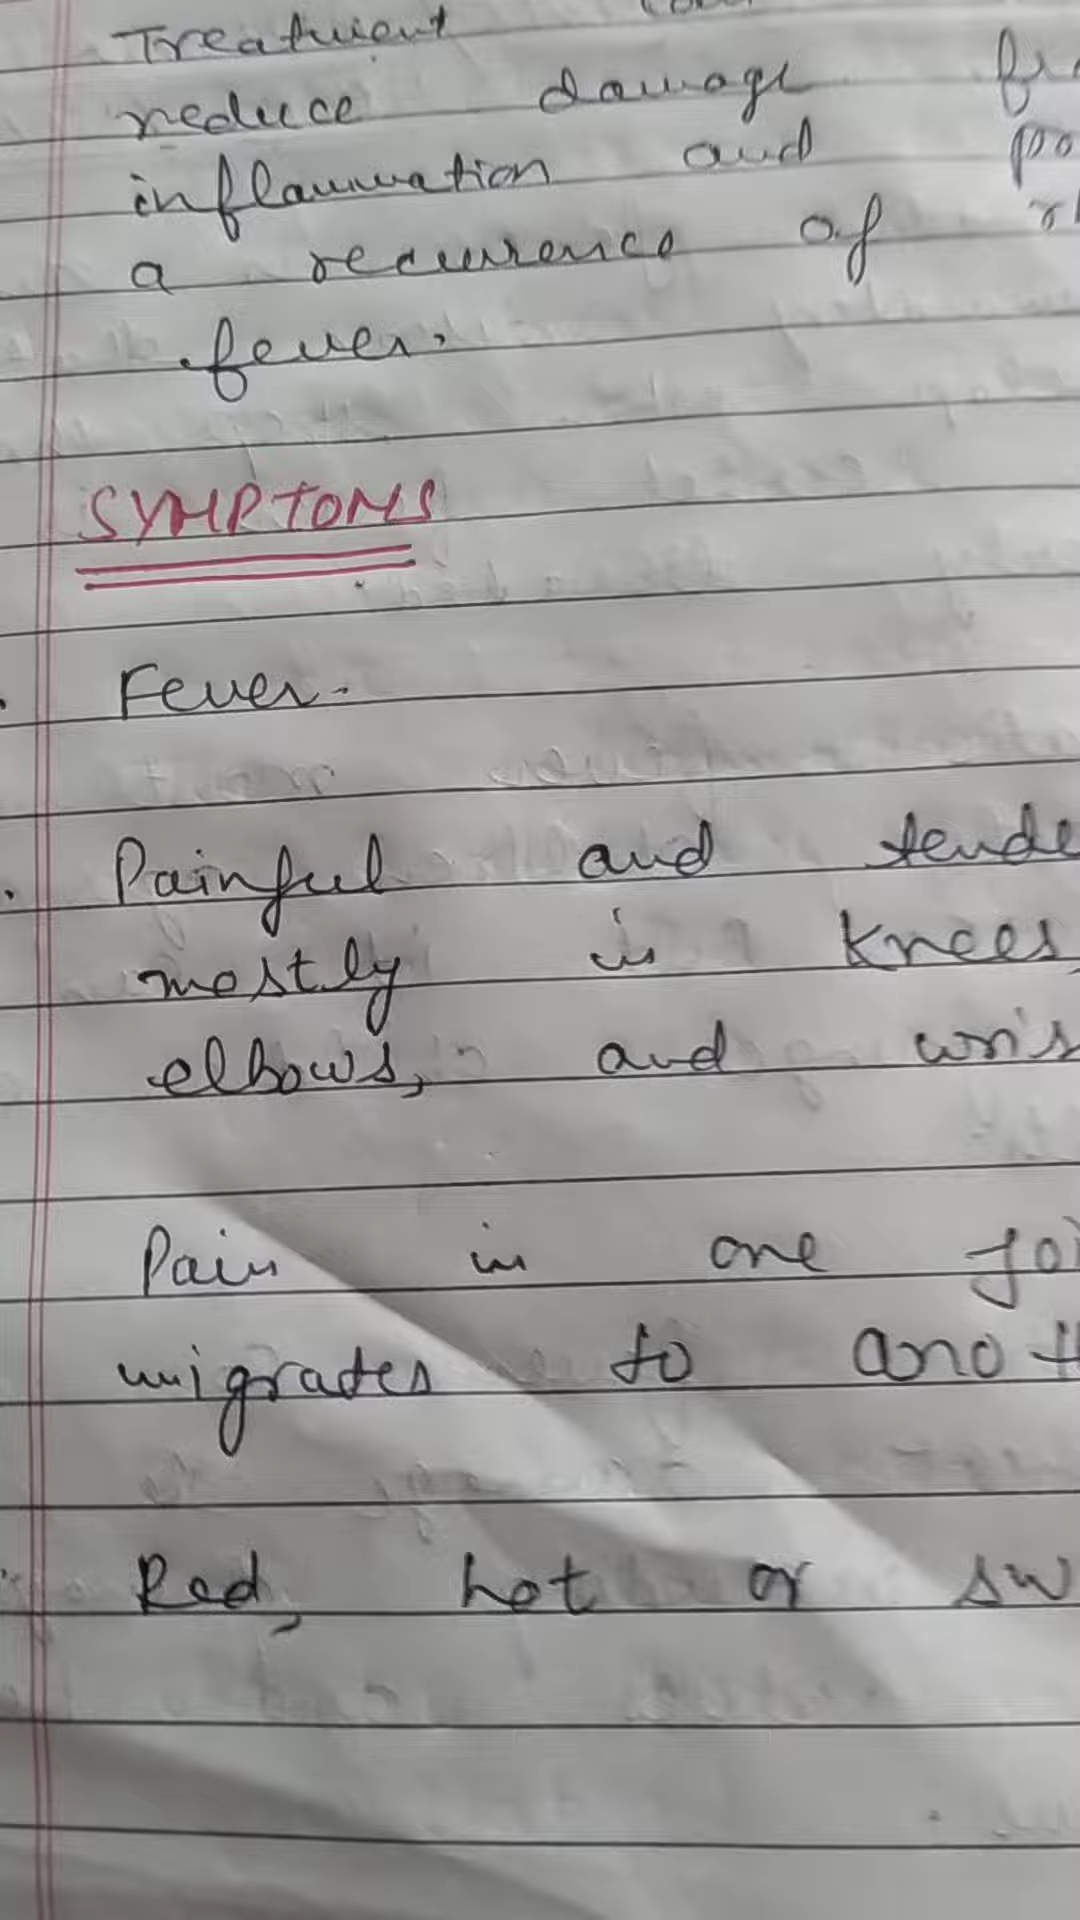 Treatment
reduce damage
inflammation and
a recurrence of
fever.
SYMPTOMS
Fever.
Painful and
mostly in knees,
elbows, and
Pain in one
migrates to
Red, hot or